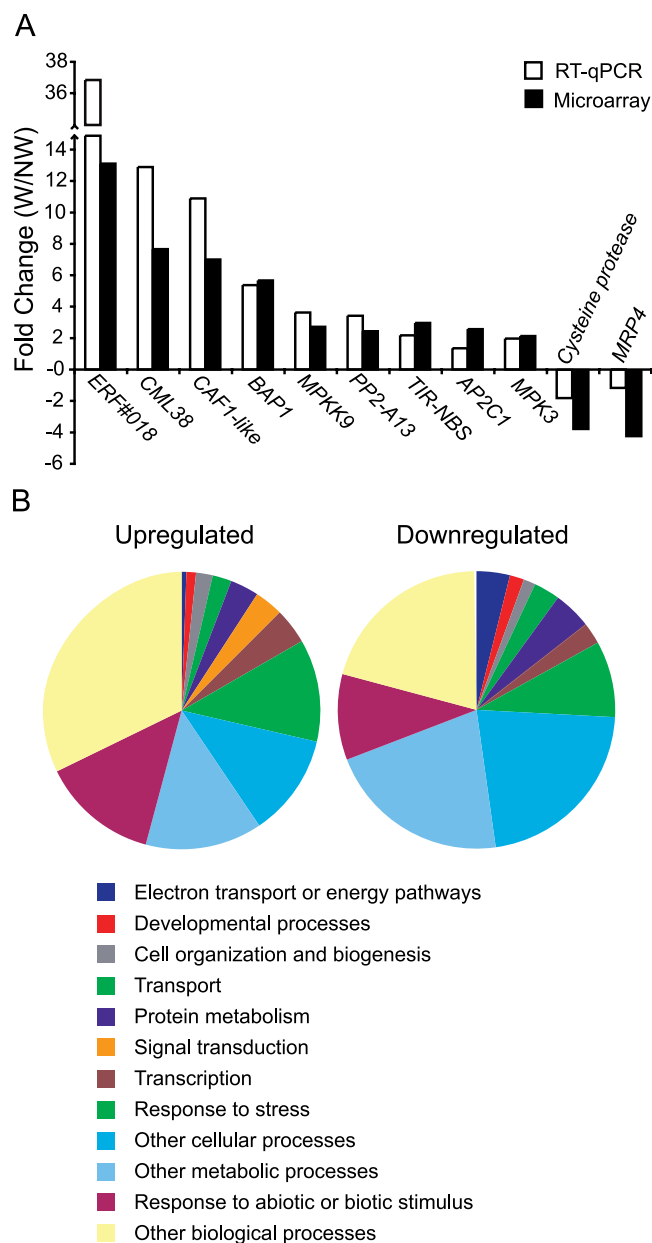 A
Fold Change (W/NW)
38
36
14
12
10
8
6
4
2
-0
-2
-4
-6
RT-qPCR
Microarray
ERF#018
CML38
CAF1-like
BAP1
MPKK9
PP2-A13
TIR-NBS
AP2C1
MPK3
Cysteine protease
MRP4
B
Upregulated
Downregulated
Electron transport or energy pathways
Developmental processes
Cell organization and biogenesis
Transport
Protein metabolism
Signal transduction
Transcription
Response to stress
Other cellular processes
Other metabolic processes
Response to abiotic or biotic stimulus
Other biological processes